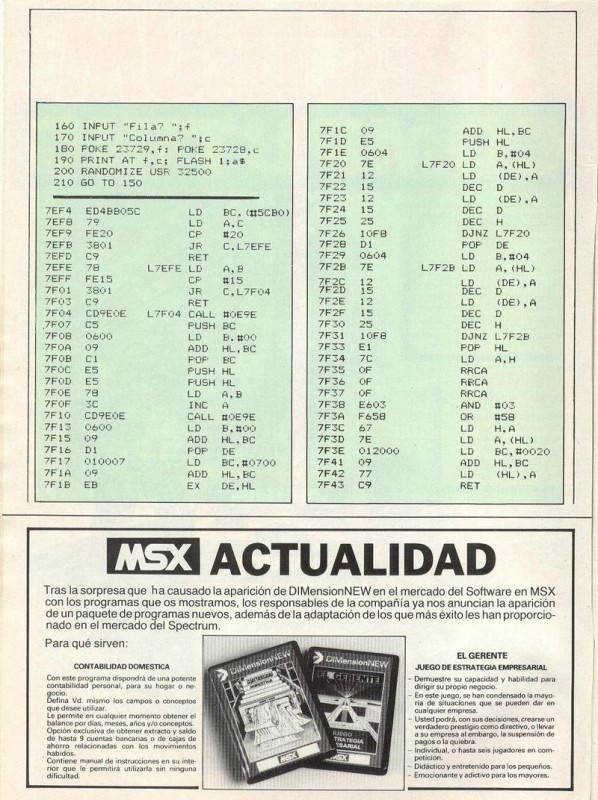 160 INPUT "Fila? ";f
170 INPUT "Columna? ";c
180 POKE 23729,f: POKE 23728,c
190 PRINT AT f,c; FLASH 1;a$
200 RANDOMIZE USR 32500
210 GO TO 150
7EF4 ED4BB05C LD BC,(#5CB0)
7EF8 79 LD A,C
7EF9 FE20 CP #20
7EFB 3801 JR C,L7EFE
7EFD C9 RET
7EFE 78 L7EFE LD A,B
7EFF FE15 CP #15
7F01 3801 JR C,L7F04
7F03 C9 RET
7F04 CD9E0E L7F04 CALL #0E9E
7F07 C5 PUSH BC
7F08 0600 LD B,#00
7F0A 09 ADD HL,BC
7F0B C1 POP BC
7F0C E5 PUSH HL
7F0D E5 PUSH HL
7F0E 78 LD A,B
7F0F 3C INC A
7F10 CD9E0E CALL #0E9E
7F13 0600 LD B,#00
7F15 09 ADD HL,BC
7F16 D1 POP DE
7F17 010007 LD BC,#0700
7F1A 09 ADD HL,BC
7F1B EB EX DE,HL
7F1C 09 ADD HL,BC
7F1D E5 PUSH HL
7F1E 0604 LD B,#04
7F20 7E L7F20 LD A,(HL)
7F21 12 LD (DE),A
7F22 15 DEC D
7F23 12 LD (DE),A
7F24 15 DEC D
7F25 25 DEC H
7F26 10F8 DJNZ L7F20
7F28 D1 POP DE
7F29 0604 LD B,#04
7F2B 7E L7F2B LD A,(HL)
7F2C 12 LD (DE),A
7F2D 15 DEC D
7F2E 12 LD (DE),A
7F2F 15 DEC D
7F30 25 DEC H
7F31 10F8 DJNZ L7F2B
7F33 E1 POP HL
7F34 7C LD A,H
7F35 0F RRCA
7F36 0F RRCA
7F37 0F RRCA
7F38 E603 AND #03
7F3A F658 OR #58
7F3C 67 LD H,A
7F3D 7E LD A,(HL)
7F3E 012000 LD BC,#0020
7F41 09 ADD HL,BC
7F42 77 LD (HL),A
7F43 C9 RET
MSX ACTUALIDAD
Tras la sorpresa que ha causado la aparición de DIMensionNEW en el mercado del Software en MSX
con los programas que os mostramos, los responsables de la compañía ya nos anuncian la aparición
de un paquete de programas nuevos, además de la adaptación de los que más éxito les han proporcio-
nado en el mercado del Spectrum.
Para qué sirven:
CONTABILIDAD DOMESTICA
Con este programa dispondrá de una potente
contabilidad personal, para su hogar o ne-
gocio.
Defina Vd. mismo los campos o conceptos
que desee utilizar.
Le permite en cualquier momento obtener el
balance por días, meses, años y/o conceptos.
Opción exclusiva de obtener extracto y saldo
de hasta 9 cuentas bancarias o de cajas de
ahorro relacionadas con los movimientos
habidos.
Contiene manual de instrucciones en su inte-
rior que le permitirá utilizarla sin ninguna
dificultad.
DIMensionNEW
CONTABILIDAD
MSX
DIMensionNEW
EL GERENTE
JUEGO
MSX
EL GERENTE
JUEGO DE ESTRATEGIA EMPRESARIAL
– Demuestre su capacidad y habilidad para
dirigir su propio negocio.
– En este juego, se han condensado la mayo-
ría de situaciones que se pueden dar en
cualquier empresa.
– Usted podrá, con sus decisiones, crearse un
verdadero prestigio como directivo, o llevar
a su empresa al embargo, la suspensión de
pagos o la quiebra.
– Individual, o hasta seis jugadores en com-
petición.
– Didáctico y entretenido para los pequeños.
– Emocionante y adictivo para los mayores.